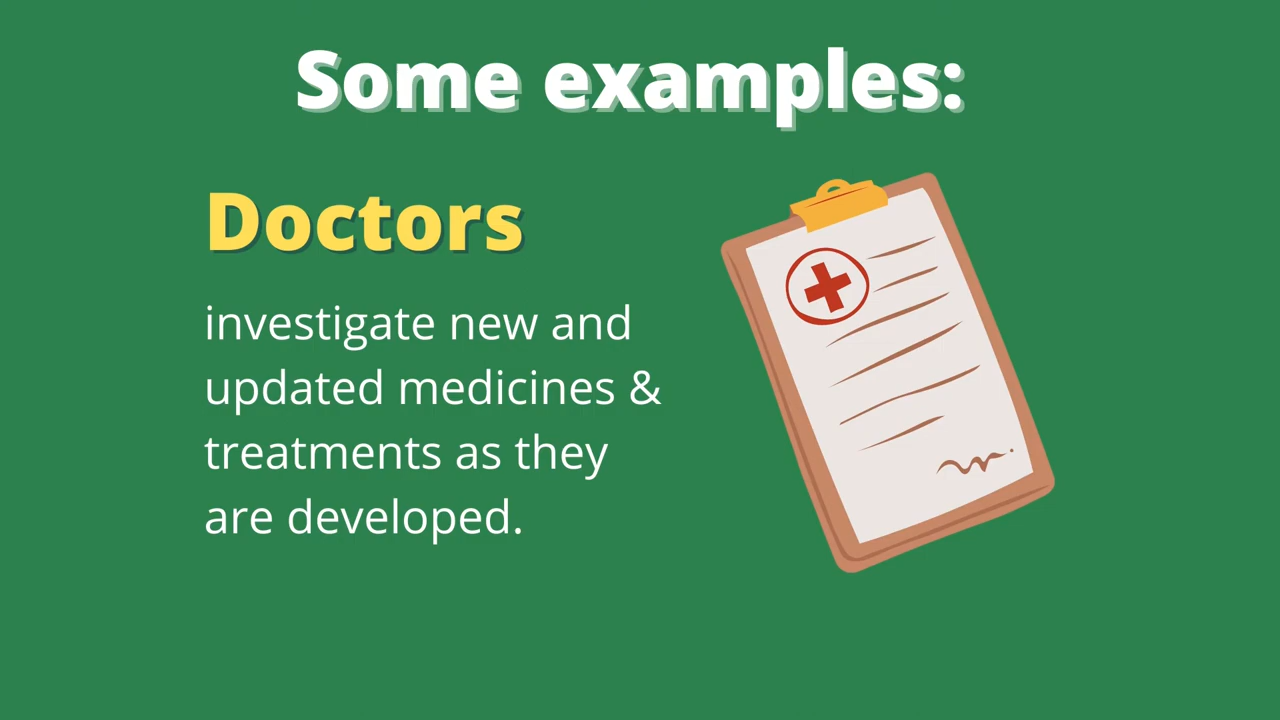 Some examples:
Doctors
investigate new and
updated medicines &
treatments as they
are developed.